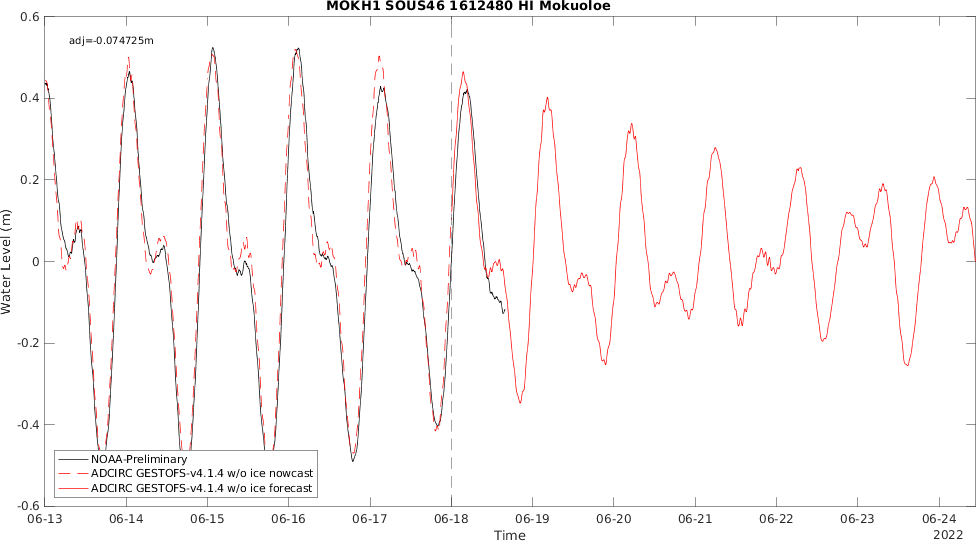 MOKH1 SOUS46 1612480 HI Mokuoloe
adj=-0.074725m
0.6
0.4
0.2
0
-0.2
-0.4
-0.6
Water Level (m)
NOAA-Preliminary
ADCIRC GESTOFS-v4.1.4 w/o ice nowcast
ADCIRC GESTOFS-v4.1.4 w/o ice forecast
06-13 06-14 06-15 06-16 06-17 06-18 06-19 06-20 06-21 06-22 06-23 06-24
Time
2022